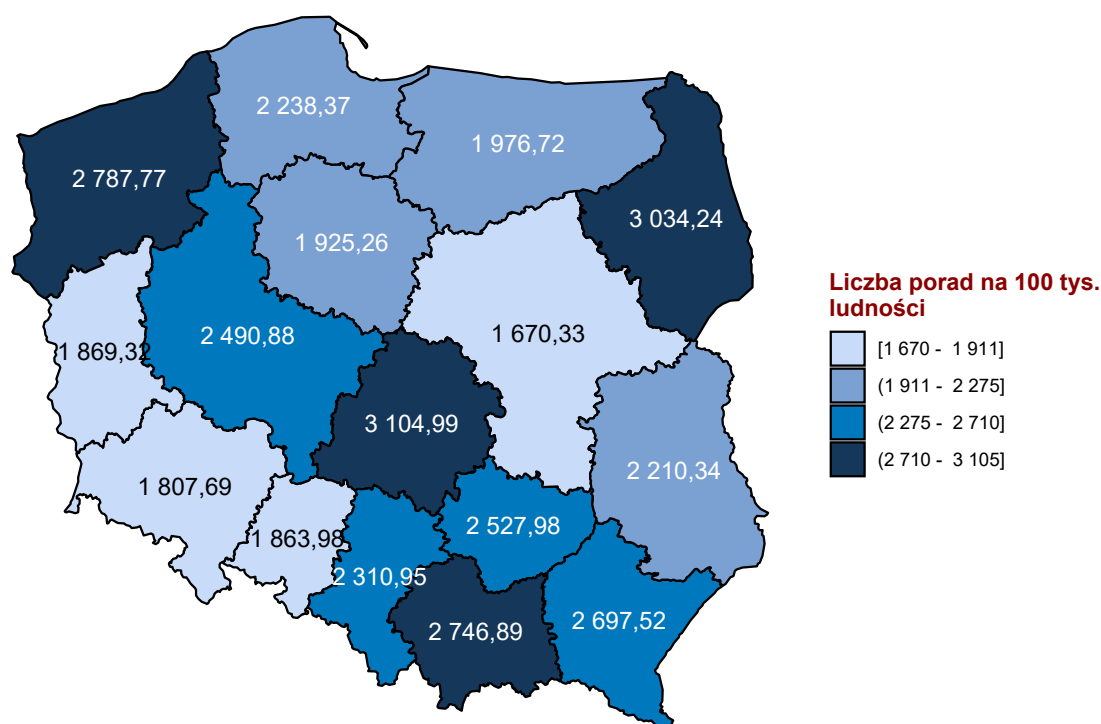 2 238,37
1 976,72
2 787,77
3 034,24
1 925,26
2 490,88
1 670,33
1 869,32
3 104,99
2 210,34
1 807,69
2 527,98
1 863,98
2 310,95
2 697,52
2 746,89
Liczba porad na 100 tys.
ludności
[1 670 - 1 911]
(1 911 - 2 275]
(2 275 - 2 710]
(2 710 - 3 105]